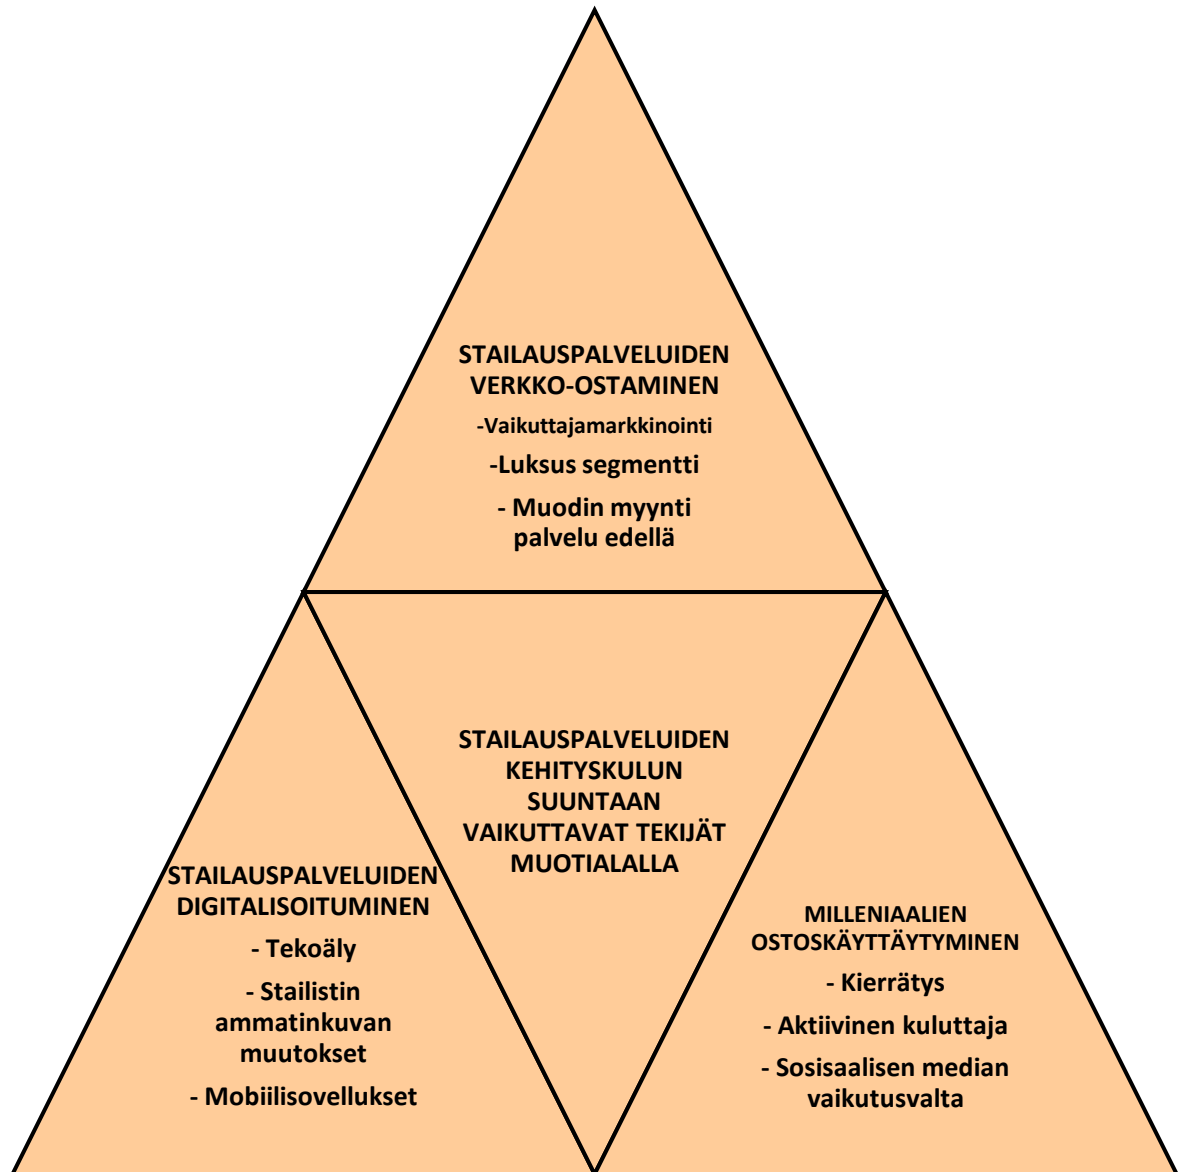 STAILAUSPALVELUIDEN
VERKKO-OSTAMINEN
-Vaikuttajamarkkinointi
-Luksus segmentti
- Muodin myynti
palvelu edellä
STAILAUSPALVELUIDEN
KEHITYSKULUN
SUUNTAAN
VAIKUTTAVAT TEKIJÄT
MUOTIALALLA
STAILAUSPALVELUIDEN
DIGITALISOITUMINEN
- Tekoäly
- Stailistin
ammatinkuvan
muutokset
- Mobiilisovellukset
MILLENIAALIEN
OSTOSKÄYTTÄYTYMINEN
- Kierrätys
- Aktiivinen kuluttaja
- Sosisaalisen median
vaikutusvalta